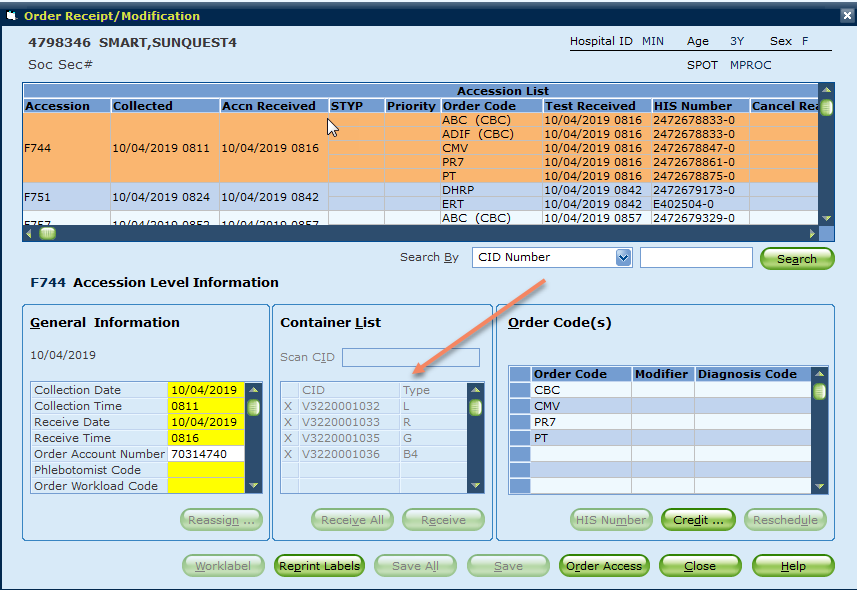 Order Receipt/Modification
4798346 SMART,SUNQUEST4 Hospital ID MIN Age 3Y Sex F
Soc Sec# SPOT MPROC
Accession List
Accession Collected Accn Received STYP Priority Order Code Test Received HIS Number Cancel Rea
ABC (CBC) 10/04/2019 0816 2472678833-0
ADIF (CBC) 10/04/2019 0816 2472678833-0
F744 10/04/2019 0811 10/04/2019 0816 CMV 10/04/2019 0816 2472678847-0
PR7 10/04/2019 0816 2472678861-0
PT 10/04/2019 0816 2472678875-0
F751 10/04/2019 0824 10/04/2019 0842 DHRP 10/04/2019 0842 2472679173-0
ERT 10/04/2019 0842 E402504-0
F757 10/04/2019 0852 10/04/2019 0857 ABC (CBC) 10/04/2019 0857 2472679329-0
Search By CID Number Search
F744 Accession Level Information
General Information
10/04/2019
Collection Date 10/04/2019
Collection Time 0811
Receive Date 10/04/2019
Receive Time 0816
Order Account Number 70314740
Phlebotomist Code
Order Workload Code
Reassign ...
Container List
Scan CID
CID Type
X V3220001032 L
X V3220001033 R
X V3220001035 G
X V3220001036 B4
Receive All Receive
Order Code(s)
Order Code Modifier Diagnosis Code
CBC
CMV
PR7
PT
HIS Number Credit ... Reschedule
Worklabel Reprint Labels Save All Save Order Access Close Help